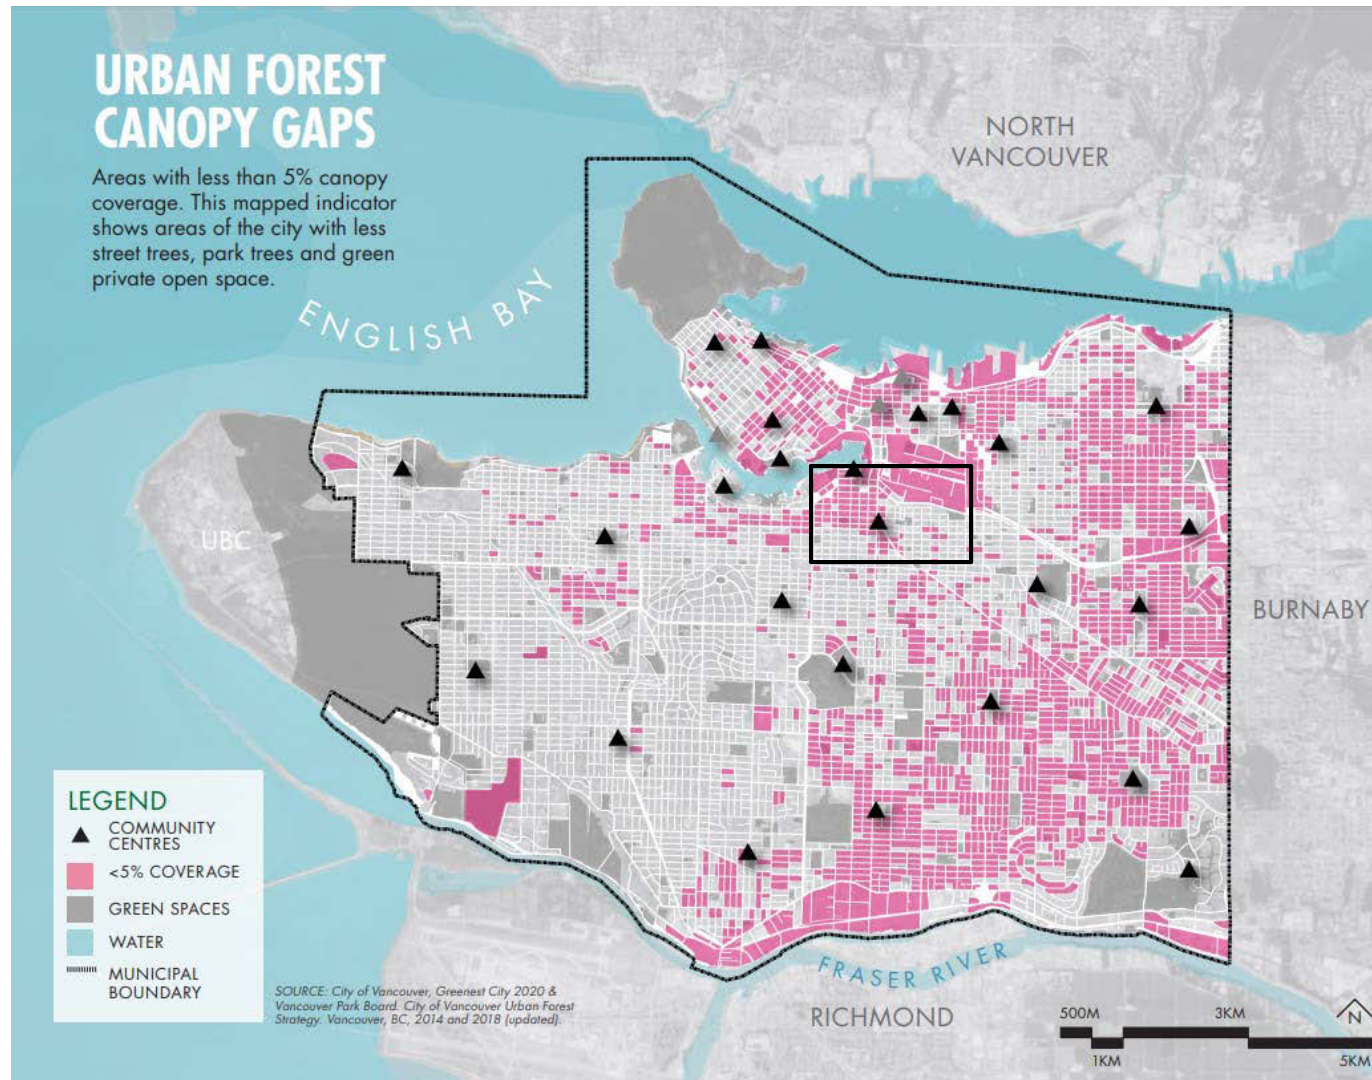 URBAN FOREST
CANOPY GAPS
Areas with less than 5% canopy
coverage. This mapped indicator
shows areas of the city with less
street trees, park trees and green
private open space.
NORTH
VANCOUVER
ENGLISH BAY
UBC
BURNABY
LEGEND
COMMUNITY
CENTRES
<5% COVERAGE
GREEN SPACES
WATER
MUNICIPAL
BOUNDARY
SOURCE: City of Vancouver, Greenest City 2020 &
Vancouver Park Board. City of Vancouver Urban Forest
Strategy. Vancouver, BC, 2014 and 2018 (updated).
FRASER RIVER
RICHMOND
500M
3KM
N
1KM
5KM